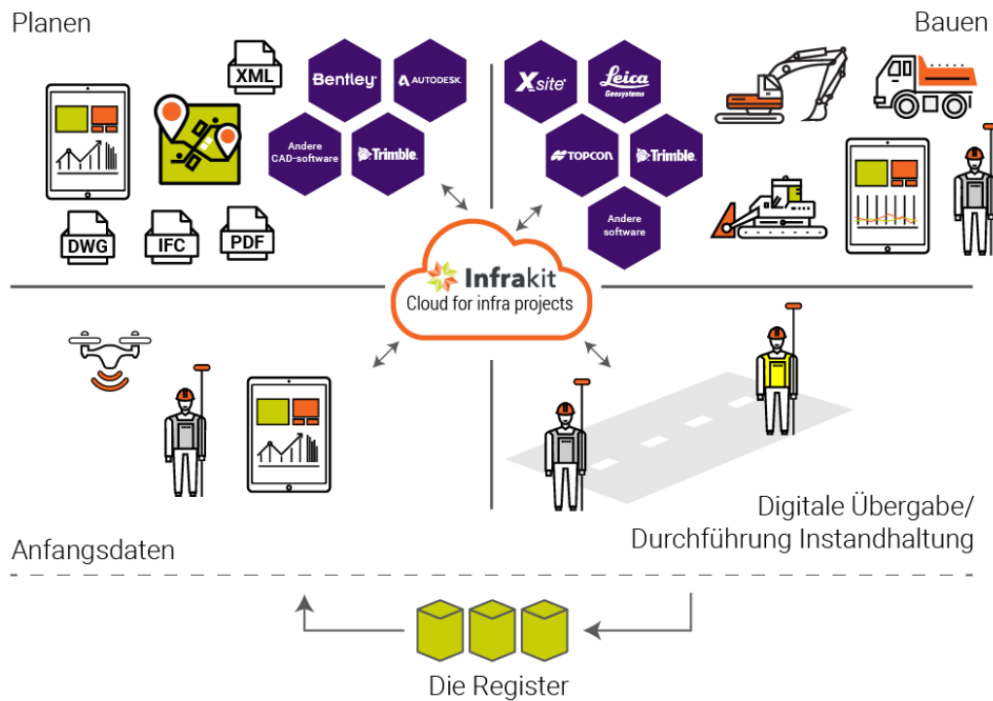 Planen
Bauen
XML
Bentley®
AUTODESK.
Andere
CAD-software
Trimble.
DWG
IFC
PDF
Xsite®
Leica
Geosystems
TOPCON
Trimble.
Andere
software
Infrakit
Cloud for infra projects
Anfangsdaten
Digitale Übergabe/
Durchführung Instandhaltung
Die Register